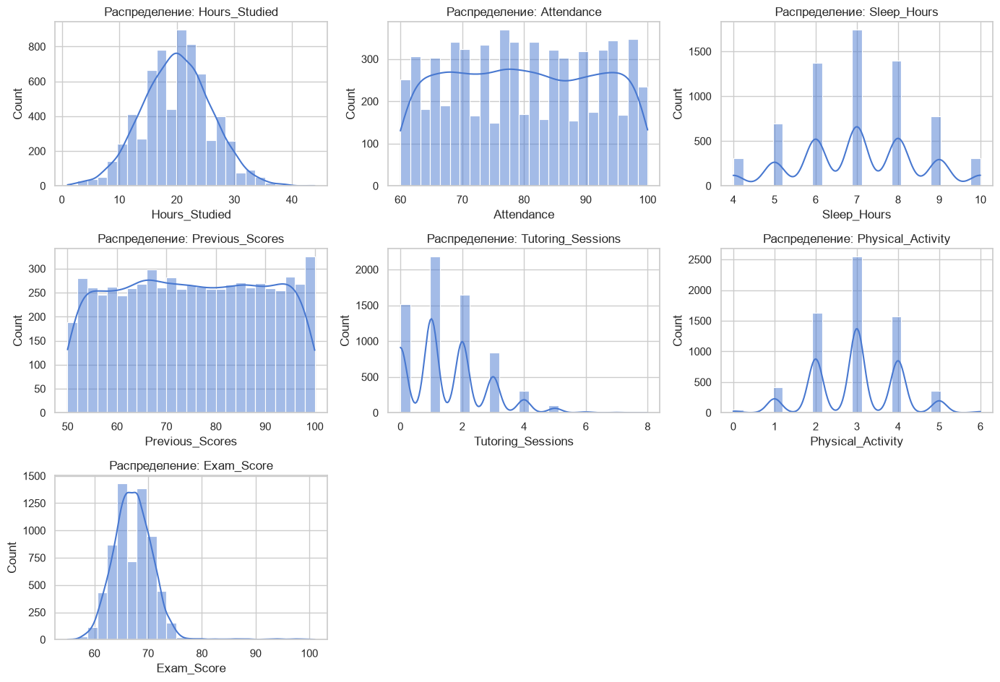 Распределение: Hours_Studied
Распределение: Attendance
Распределение: Sleep_Hours
Count
800
600
400
200
0
0 10 20 30 40
Hours_Studied
Count
300
200
100
0
60 70 80 90 100
Attendance
Count
1500
1000
500
0
4 5 6 7 8 9 10
Sleep_Hours
Распределение: Previous_Scores
Распределение: Tutoring_Sessions
Распределение: Physical_Activity
Count
300
250
200
150
100
50
0
50 60 70 80 90 100
Previous_Scores
Count
2000
1500
1000
500
0
0 2 4 6 8
Tutoring_Sessions
Count
2500
2000
1500
1000
500
0
0 1 2 3 4 5 6
Physical_Activity
Распределение: Exam_Score
Count
1500
1250
1000
750
500
250
0
60 70 80 90 100
Exam_Score